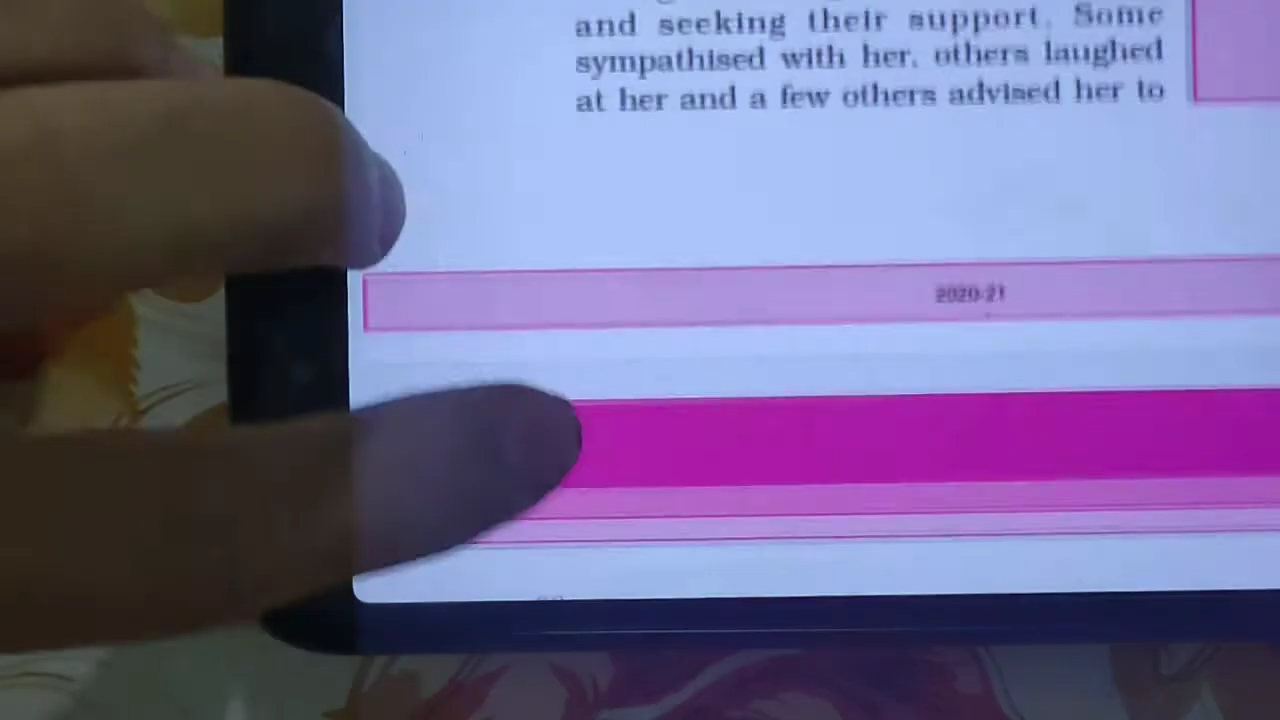 and seeking their support. Some
sympathised with her, others laughed
at her and a few others advised her to
2020-21